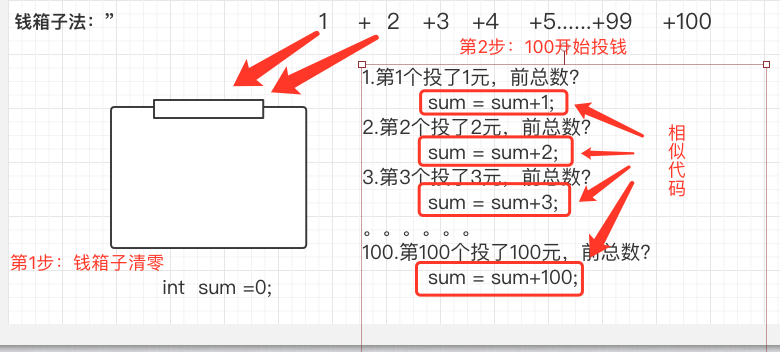 钱箱子法：”
1 + 2 +3 +4 +5......+99 +100
第2步：100开始投钱
1.第1个投了1元，前总数？
sum = sum+1;
2.第2个投了2元，前总数？
sum = sum+2;
3.第3个投了3元，前总数？
sum = sum+3;
。。。。。。
100.第100个投了100元，前总数？
sum = sum+100;
相似代码
第1步：钱箱子清零
int sum =0;